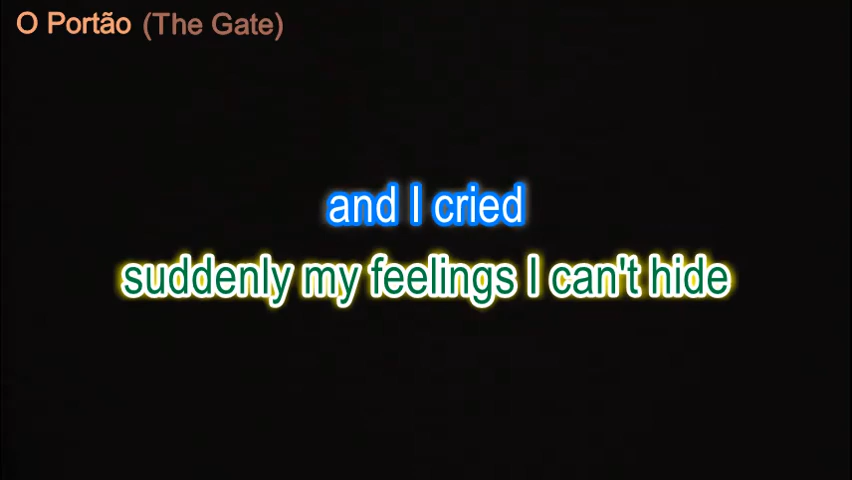 O Portão (The Gate)
and I cried
suddenly my feelings I can't hide